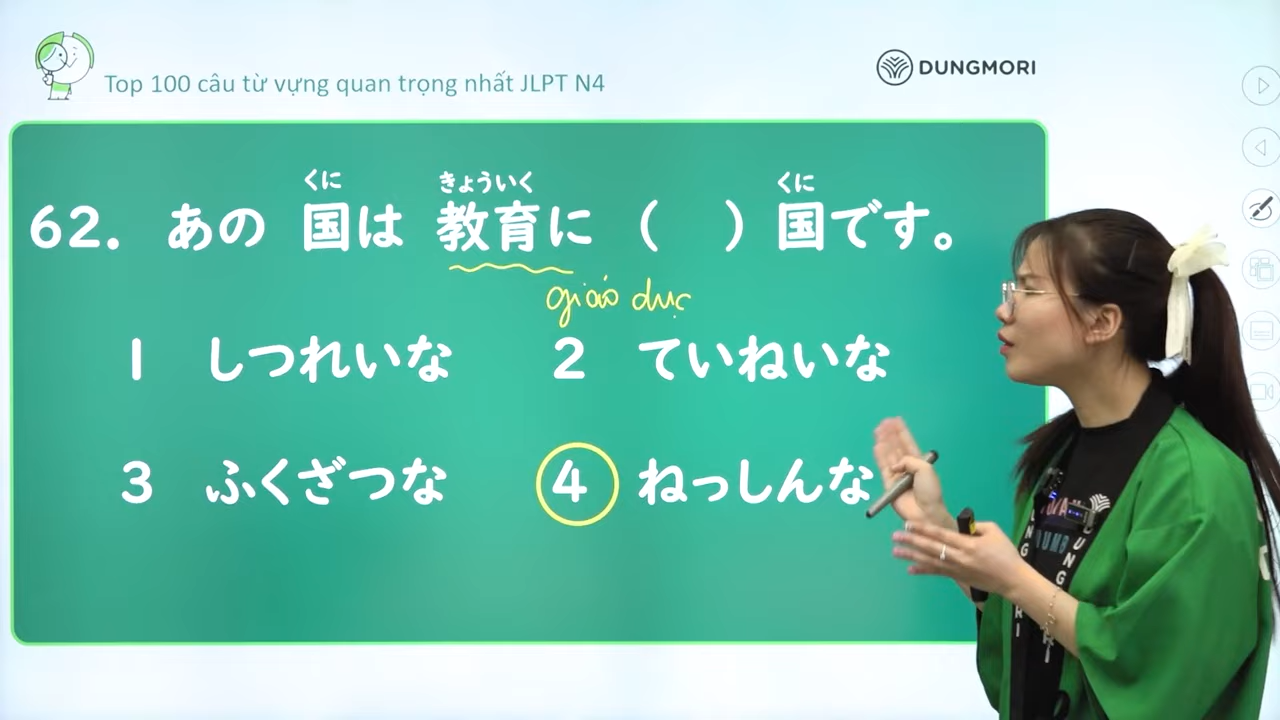 Top 100 câu từ vựng quan trọng nhất JLPT N4
DUNGMORI
くに きょういく くに
62. あの 国は 教育に ( ) 国です。
giáo dục
1 しつれいな 2 ていねいな
3 ふくざつな 4 ねっしんな